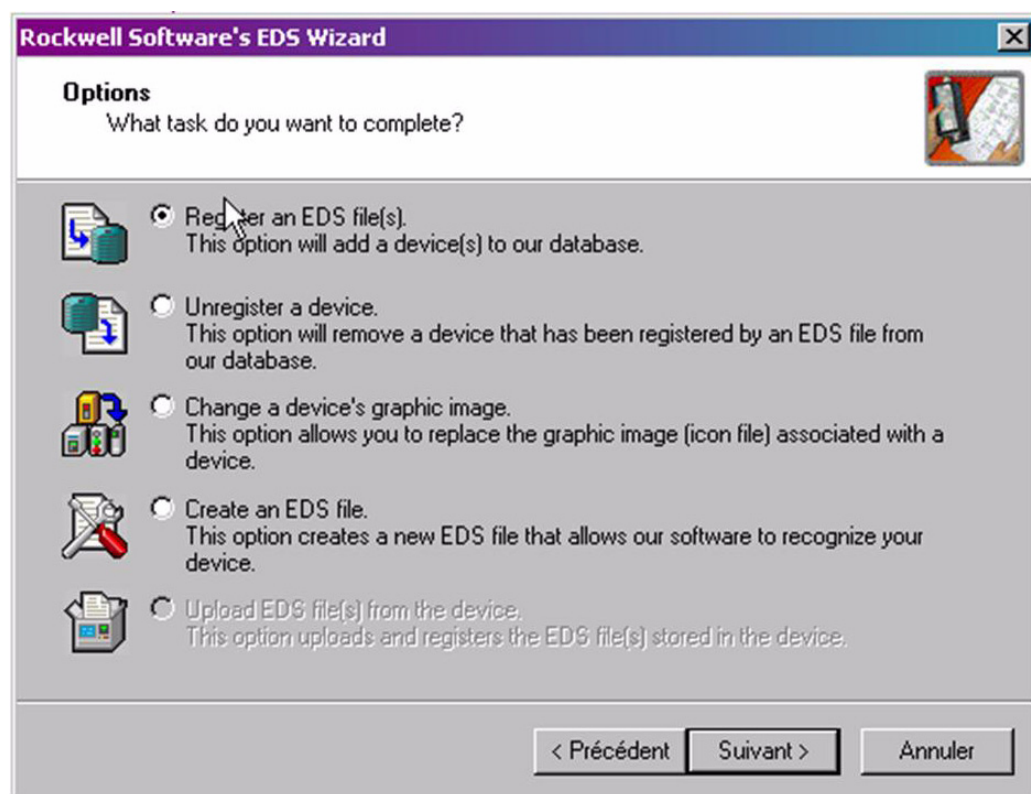 Rockwell Software's EDS Wizard
Options
What task do you want to complete?
Register an EDS file(s).
This option will add a device(s) to our database.
Unregister a device.
This option will remove a device that has been registered by an EDS file from
our database.
Change a device's graphic image.
This option allows you to replace the graphic image (icon file) associated with a
device.
Create an EDS file.
This option creates a new EDS file that allows our software to recognize your
device.
Upload EDS file(s) from the device.
This option uploads and registers the EDS file(s) stored in the device.
< Précédent Suivant > Annuler